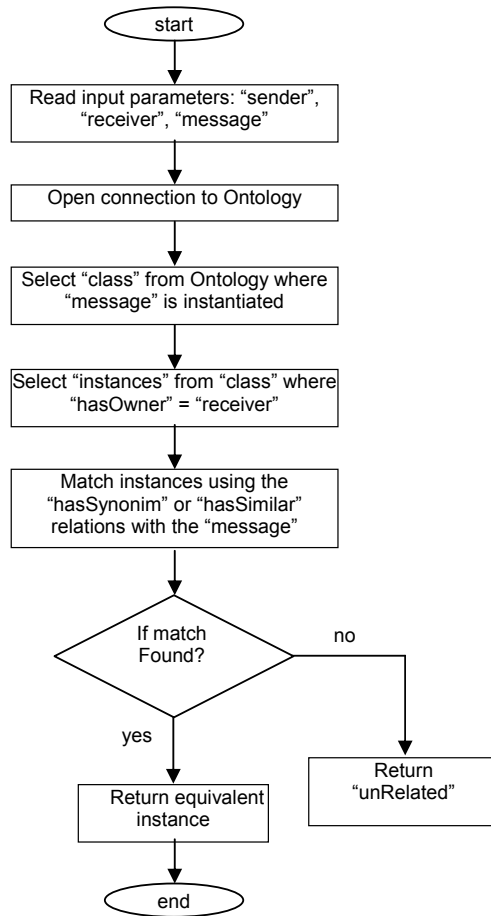 start
Read input parameters: “sender”,
“receiver”, “message”
Open connection to Ontology
Select “class” from Ontology where
“message” is instantiated
Select “instances” from “class” where
“hasOwner” = “receiver”
Match instances using the
“hasSynonim” or “hasSimilar”
relations with the “message”
If match
Found?
no
yes
Return
“unRelated”
Return equivalent
instance
end